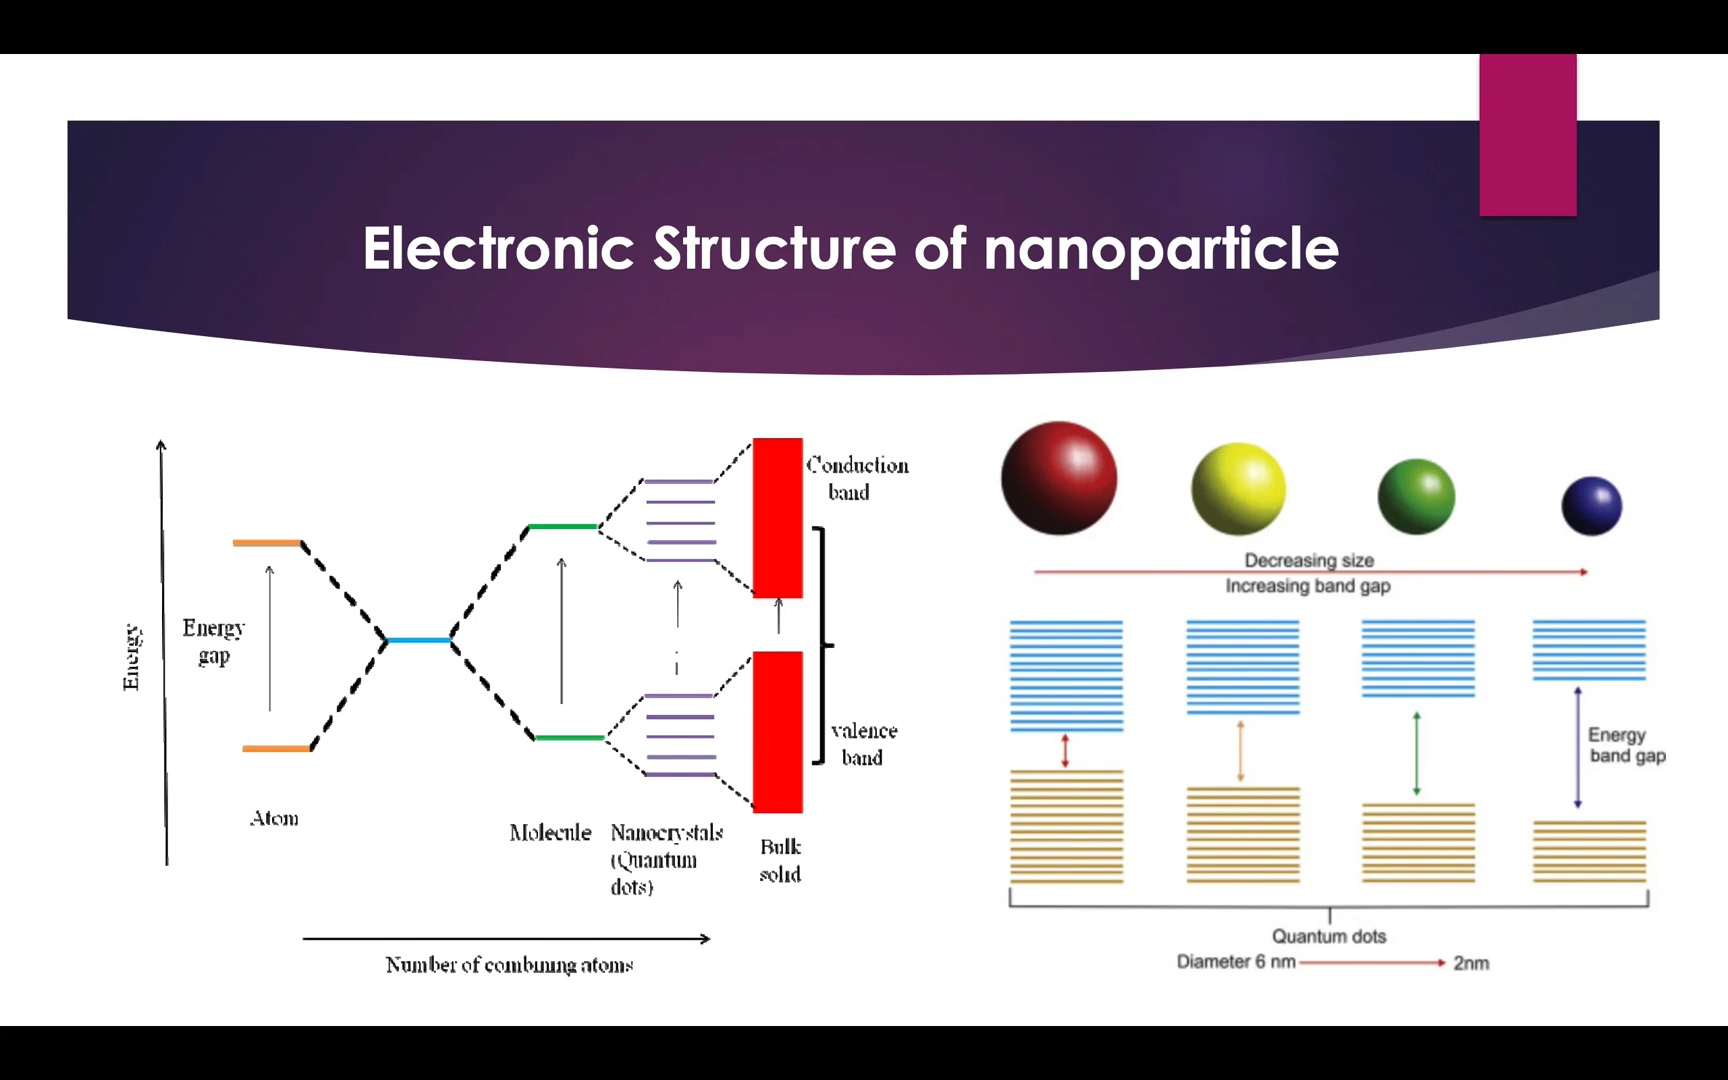 Electronic Structure of nanoparticle
Energy
Energy
gap
Atom
Molecule
Nanocrystals
(Quantum
dots)
Bulk
solid
Conduction
band
valence
band
Number of combining atoms
Decreasing size
Increasing band gap
Energy
band gap
Quantum dots
Diameter 6 nm
2nm